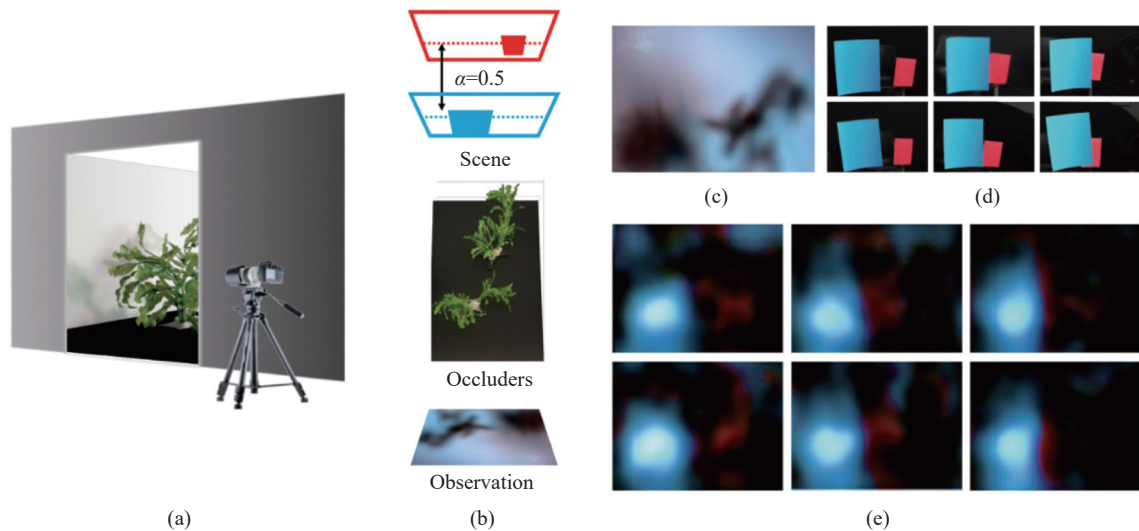 α=0.5
Scene
Occluders
Observation
(a)
(b)
(c)
(d)
(e)